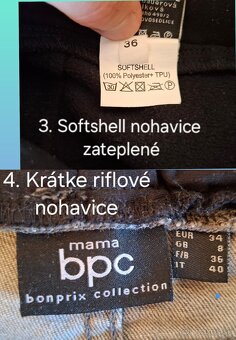 36
SOFTSHELL
(100% Polyester+ TPU)
3. Softshell nohavice
zateplené
4. Krátke riflové
nohavice
mama
bpc
bonprix collection
EUR 34
GB 8
F/B 36
IT 40